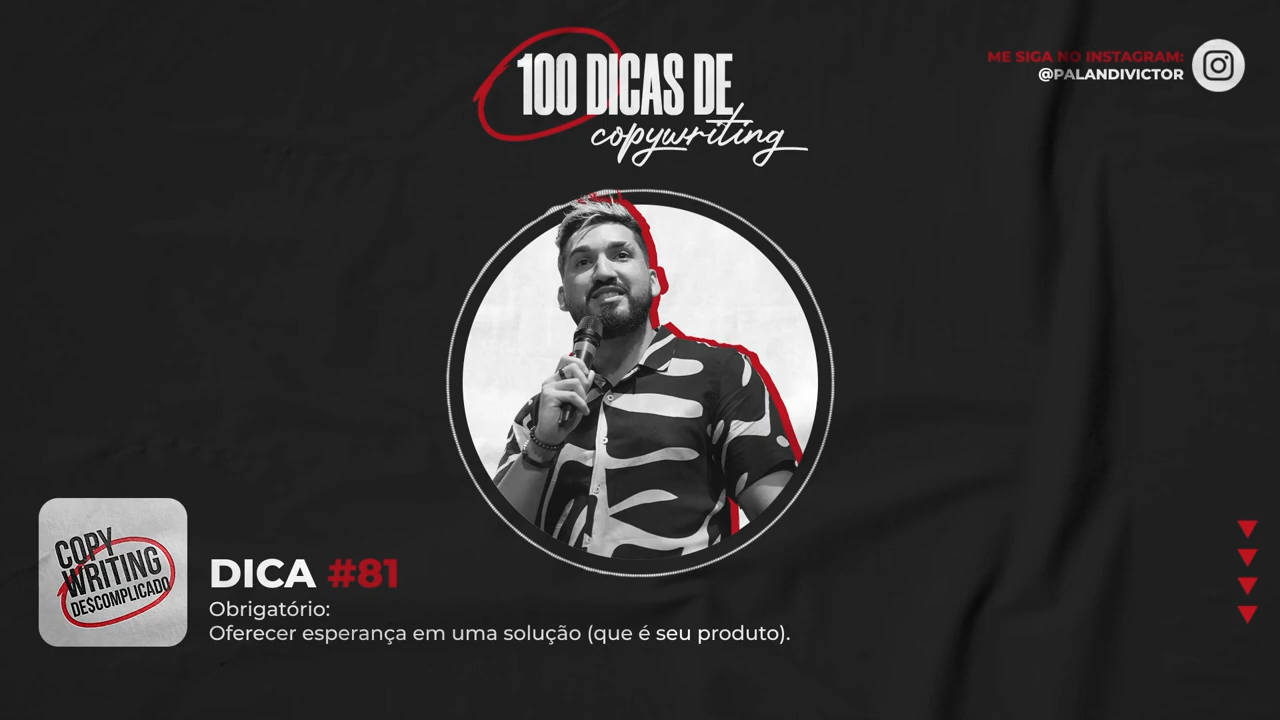 100 DICAS DE
copywriting
ME SIGA NO INSTAGRAM:
@PALANDIVICTOR
COPY
WRITING
DESCOMPLICADO
DICA #81
Obrigatório:
Oferecer esperança em uma solução (que é seu produto).